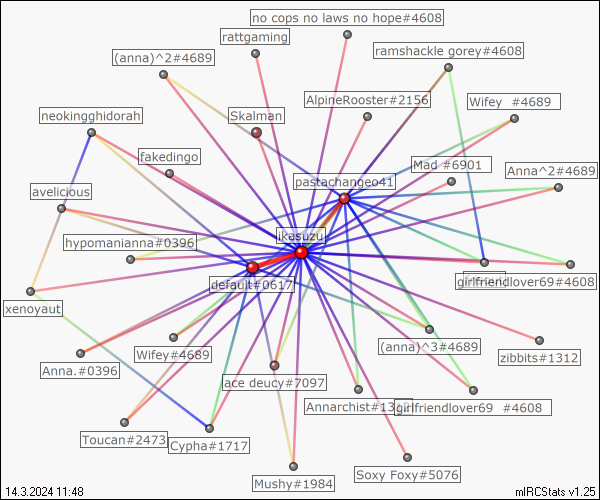 no cops no laws no hope#4608
rattgaming
ramshackle gorey#4608
(anna)^2#4689
AlpineRooster#2156
Wifey  #4689
neokingghidorah
Skalman
fakedingo
Mad #6901
Anna^2#4689
pastachangeo41
avelicious
ikasuzu
hypomanianna#0396
default#0617
girlfriendlover69#4608
xenoyaut
(anna)^3#4689
Wifey#4689
zibbits#1312
Anna.#0396
ace deucy#7097
Annarchist#13
girlfriendlover69  #4608
Toucan#2473
Cypha#1717
Soxy Foxy#5076
Mushy#1984
14.3.2024 11:48
mIRCStats v1.25